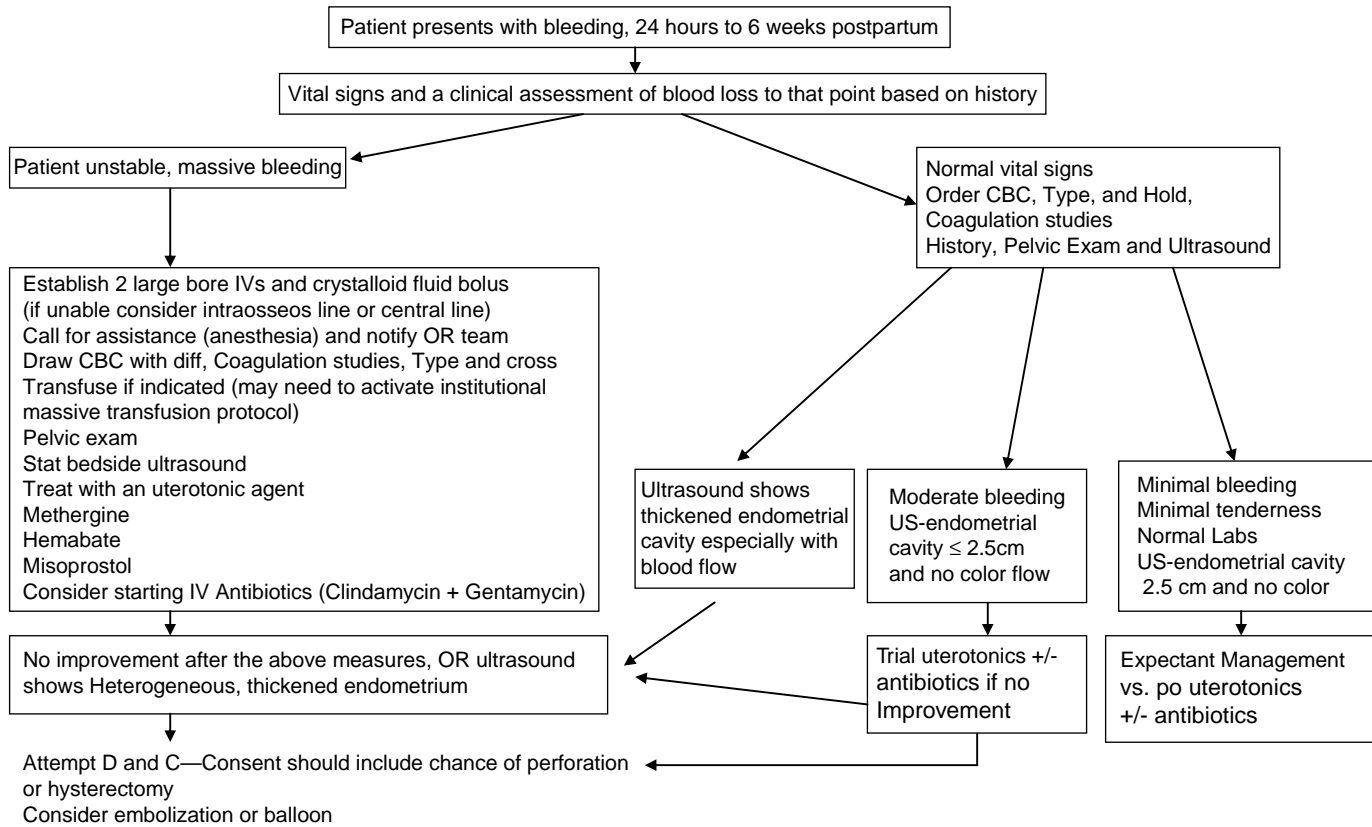 Patient presents with bleeding, 24 hours to 6 weeks postpartum
Vital signs and a clinical assessment of blood loss to that point based on history
Patient unstable, massive bleeding
Normal vital signs
Order CBC, Type, and Hold,
Coagulation studies
History, Pelvic Exam and Ultrasound
Establish 2 large bore IVs and crystalloid fluid bolus
(if unable consider intraosseos line or central line)
Call for assistance (anesthesia) and notify OR team
Draw CBC with diff, Coagulation studies, Type and cross
Transfuse if indicated (may need to activate institutional
massive transfusion protocol)
Pelvic exam
Stat bedside ultrasound
Treat with an uterotonic agent
Methergine
Hemabate
Misoprostol
Consider starting IV Antibiotics (Clindamycin + Gentamycin)
Ultrasound shows
thickened endometrial
cavity especially with
blood flow
Moderate bleeding
US-endometrial
cavity ≤ 2.5cm
and no color flow
Minimal bleeding
Minimal tenderness
Normal Labs
US-endometrial cavity
2.5 cm and no color
No improvement after the above measures, OR ultrasound
shows Heterogeneous, thickened endometrium
Trial uterotonics +/-
antibiotics if no
Improvement
Expectant Management
vs. po uterotonics
+/- antibiotics
Attempt D and C—Consent should include chance of perforation
or hysterectomy
Consider embolization or balloon